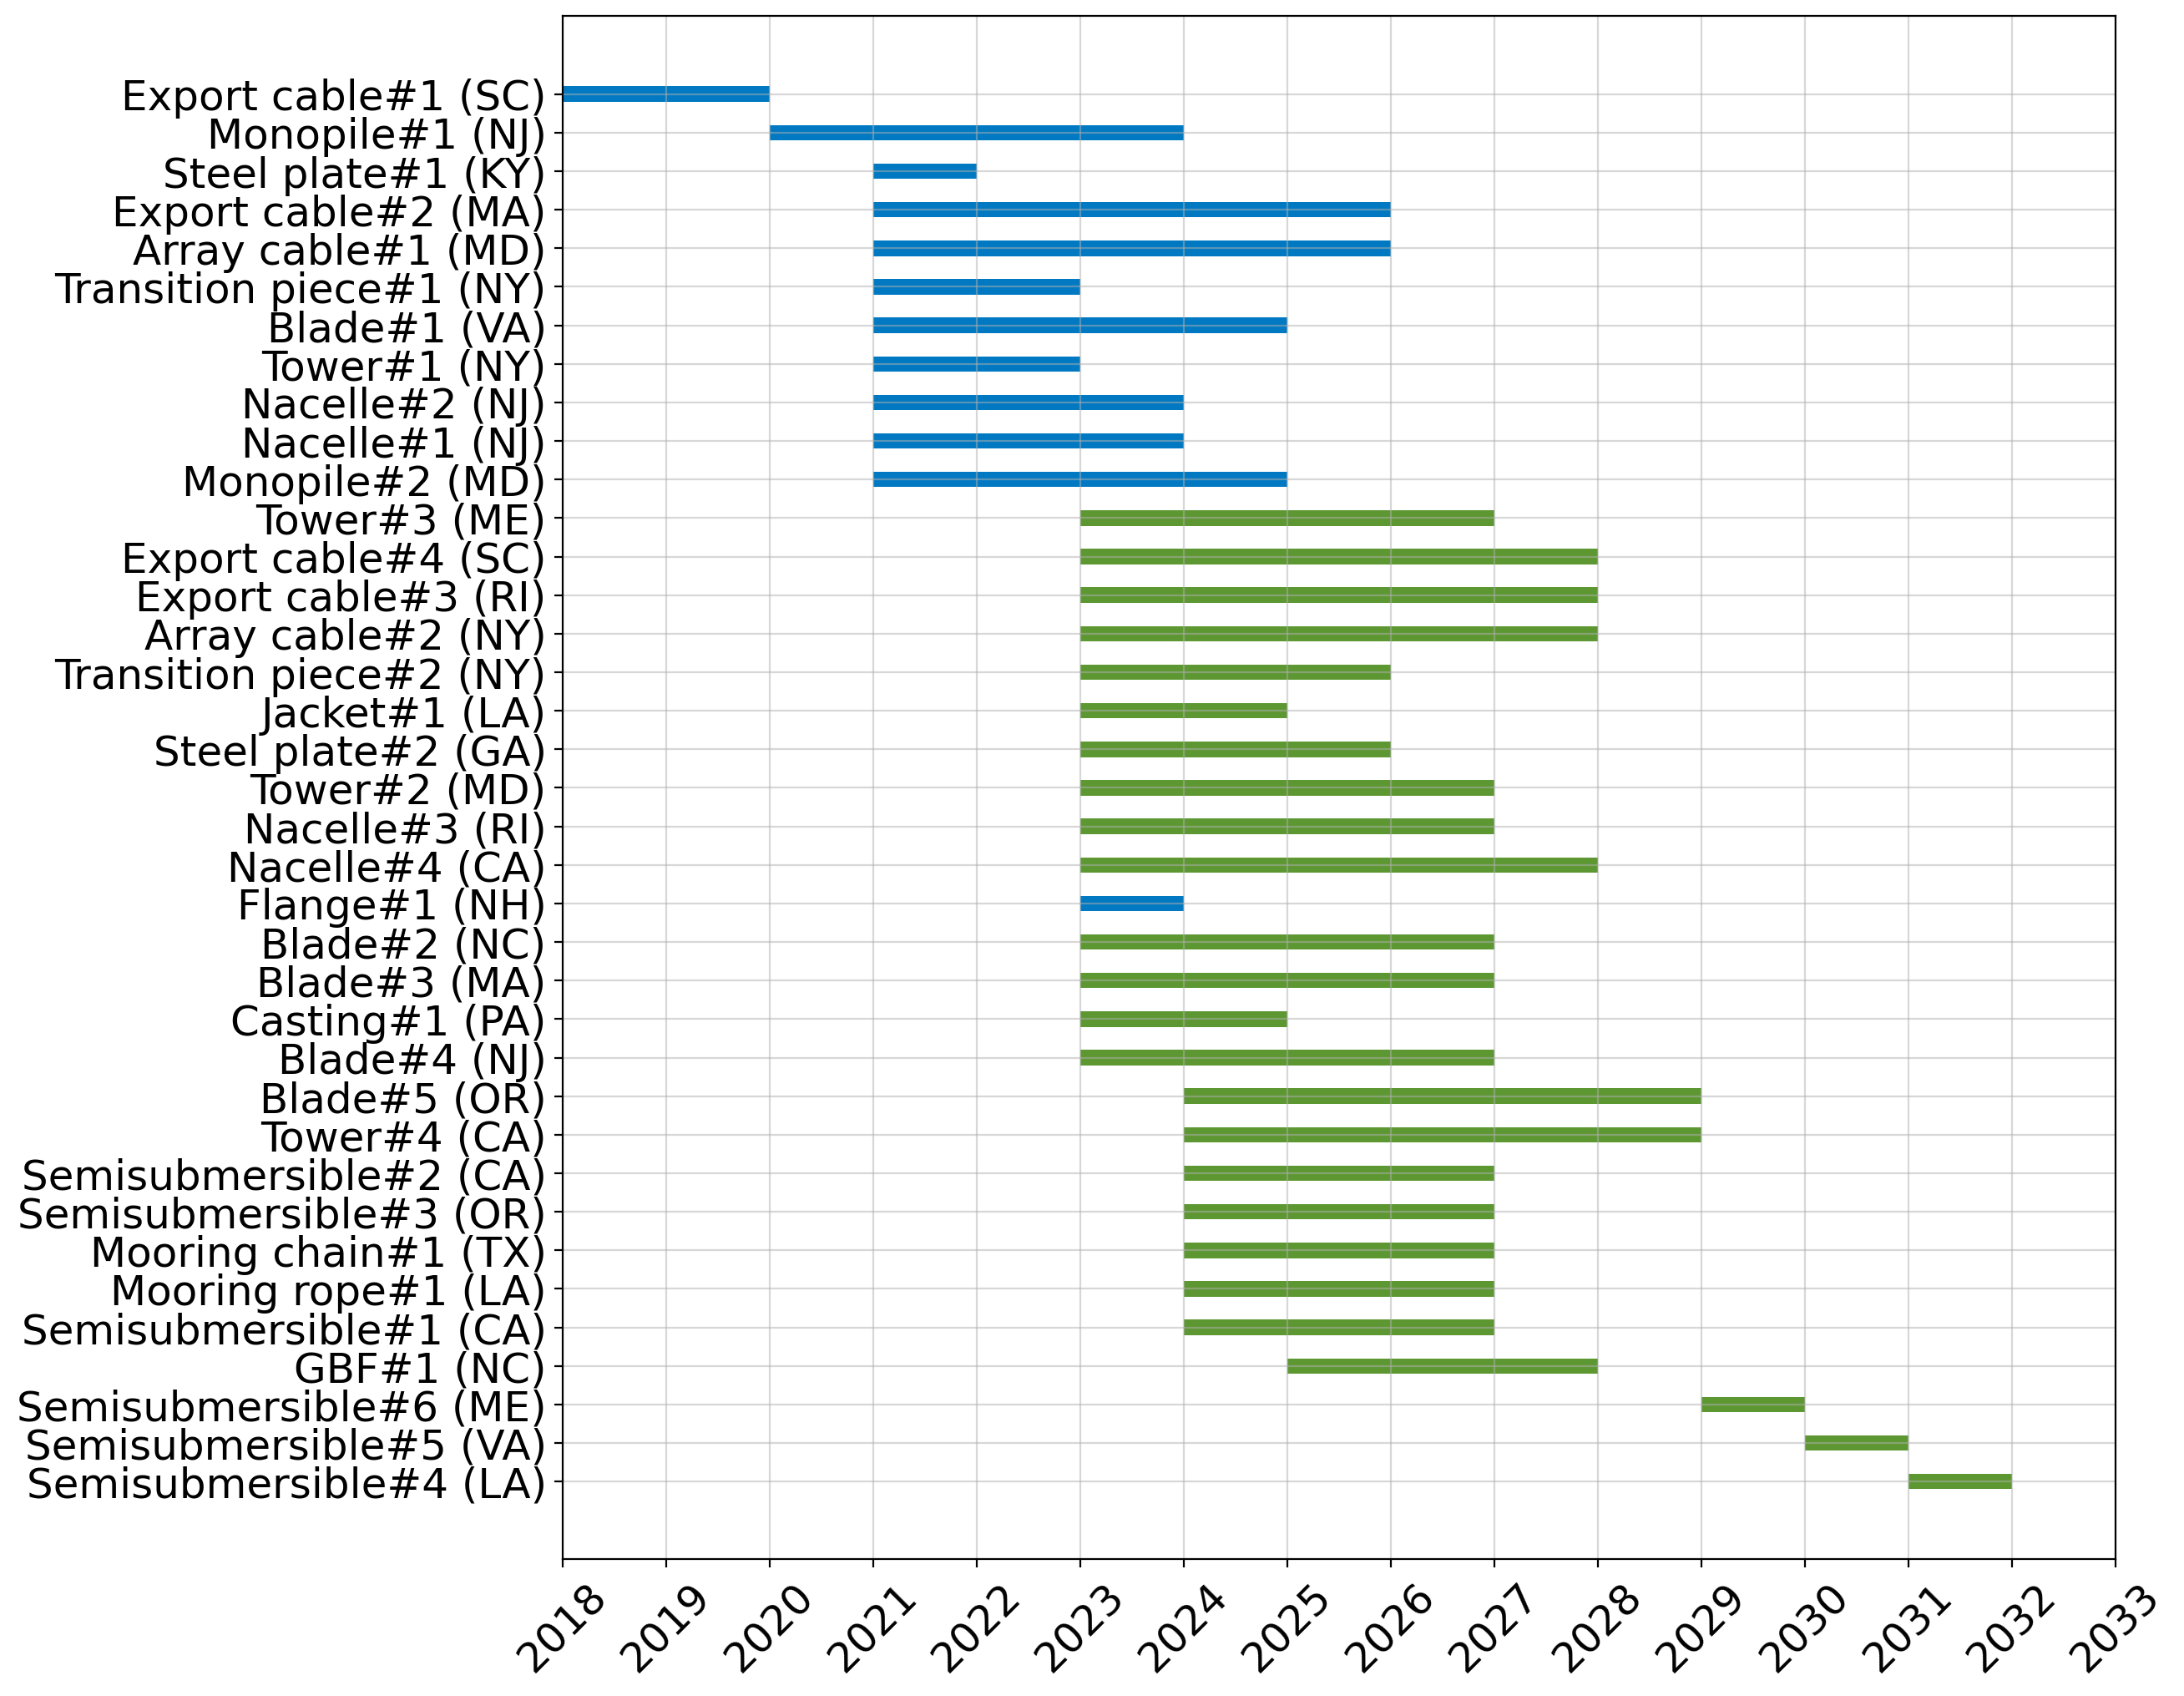 Export cable#1 (SC)
Monopile#1 (NJ)
Steel plate#1 (KY)
Export cable#2 (MA)
Array cable#1 (MD)
Transition piece#1 (NY)
Blade#1 (VA)
Tower#1 (NY)
Nacelle#2 (NJ)
Nacelle#1 (NJ)
Monopile#2 (MD)
Tower#3 (ME)
Export cable#4 (SC)
Export cable#3 (RI)
Array cable#2 (NY)
Transition piece#2 (NY)
Jacket#1 (LA)
Steel plate#2 (GA)
Tower#2 (MD)
Nacelle#3 (RI)
Nacelle#4 (CA)
Flange#1 (NH)
Blade#2 (NC)
Blade#3 (MA)
Casting#1 (PA)
Blade#4 (NJ)
Blade#5 (OR)
Tower#4 (CA)
Semisubmersible#2 (CA)
Semisubmersible#3 (OR)
Mooring chain#1 (TX)
Mooring rope#1 (LA)
Semisubmersible#1 (CA)
GBF#1 (NC)
Semisubmersible#6 (ME)
Semisubmersible#5 (VA)
Semisubmersible#4 (LA)
2018 2019 2020 2021 2022 2023 2024 2025 2026 2027 2028 2029 2030 2031 2032 2033